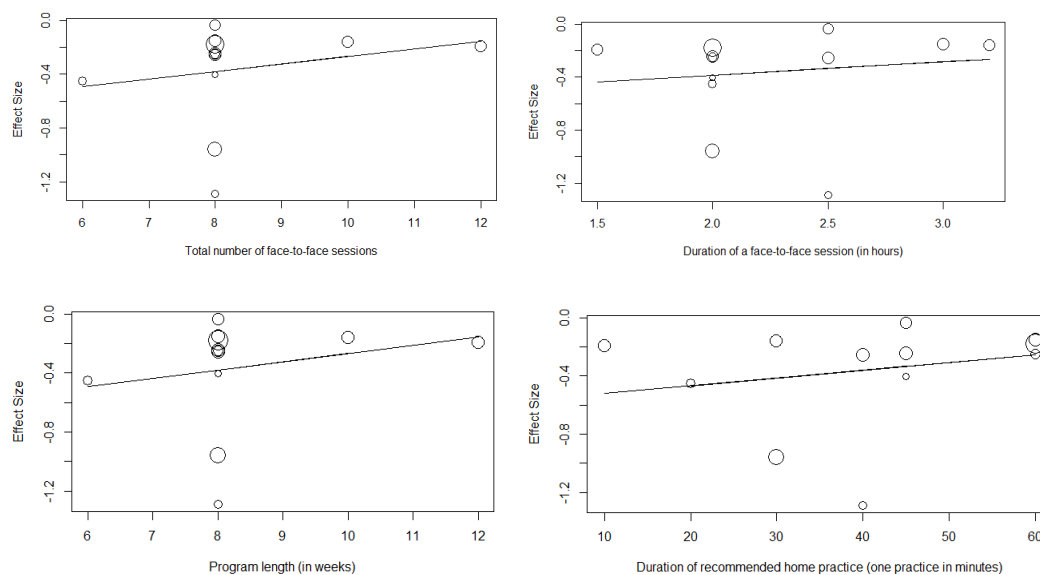 0.0
-0.4
-0.8
-1.2
Effect Size
6 7 8 9 10 11 12
Total number of face-to-face sessions
0.0
-0.4
-0.8
-1.2
Effect Size
1.5 2.0 2.5 3.0
Duration of a face-to-face session (in hours)
0.0
-0.4
-0.8
-1.2
Effect Size
6 7 8 9 10 11 12
Program length (in weeks)
0.0
-0.4
-0.8
-1.2
Effect Size
10 20 30 40 50 60
Duration of recommended home practice (one practice in minutes)